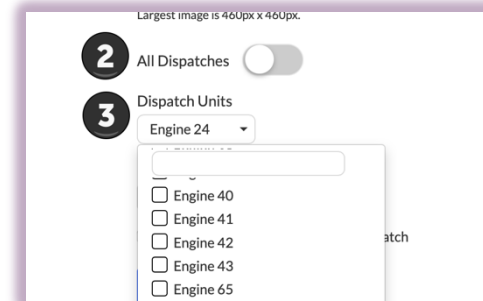 Largest image is 460px x 460px.
2
All Dispatches
3
Dispatch Units
Engine 24
Engine 40
Engine 41
Engine 42
atch
Engine 43
Engine 65